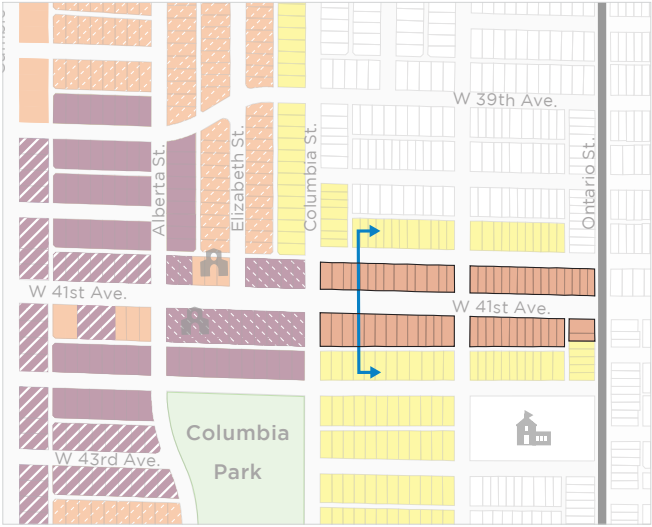 W 39th Ave.
Alberta St.
Elizabeth St.
Columbia St.
Ontario St.
W 41st Ave.
W 41st Ave.
Columbia
Park
W 43rd Ave.